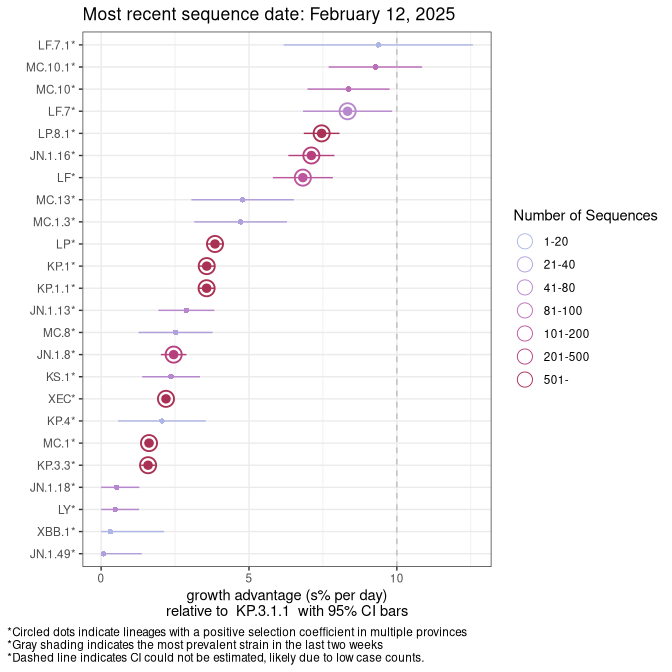 Most recent sequence date: February 12, 2025
LF.7.1*
MC.10.1*
MC.10*
LF.7*
LP.8.1*
JN.1.16*
LF*
MC.13*
MC.1.3*
LP*
KP.1*
KP.1.1*
JN.1.13*
MC.8*
JN.1.8*
KS.1*
XEC*
KP.4*
MC.1*
KP.3.3*
JN.1.18*
LY*
XBB.1*
JN.1.49*
0 5 10
growth advantage (s% per day)
relative to KP.3.1.1 with 95% CI bars
Number of Sequences
1-20
21-40
41-80
81-100
101-200
201-500
501-
*Circled dots indicate lineages with a positive selection coefficient in multiple provinces
*Gray shading indicates the most prevalent strain in the last two weeks
*Dashed line indicates CI could not be estimated, likely due to low case counts.